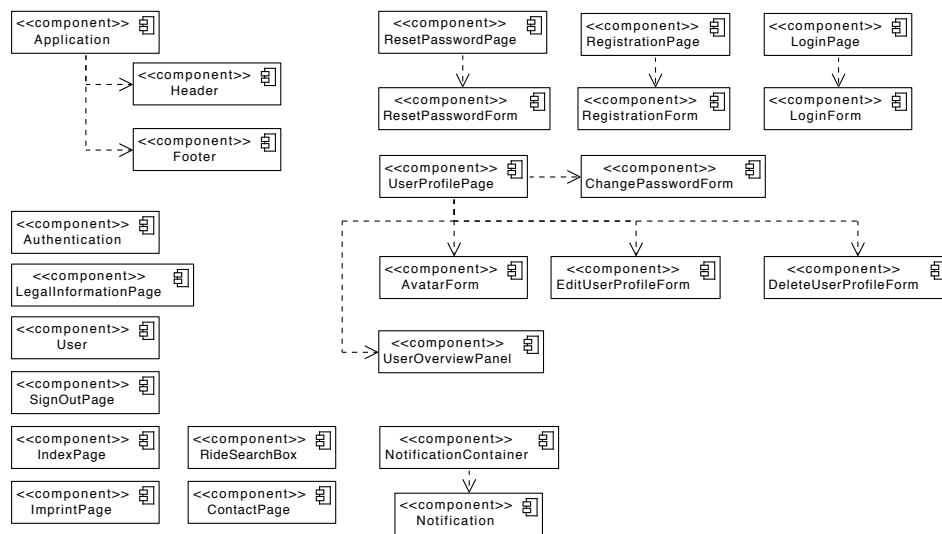 <<component>>
Application
<<component>>
Header
<<component>>
Footer
<<component>>
ResetPasswordPage
<<component>>
RegistrationPage
<<component>>
LoginPage
<<component>>
ResetPasswordForm
<<component>>
RegistrationForm
<<component>>
LoginForm
<<component>>
UserProfilePage
<<component>>
ChangePasswordForm
<<component>>
AvatarForm
<<component>>
EditUserProfileForm
<<component>>
DeleteUserProfileForm
<<component>>
UserOverviewPanel
<<component>>
Authentication
<<component>>
LegalInformationPage
<<component>>
User
<<component>>
SignOutPage
<<component>>
IndexPage
<<component>>
RideSearchBox
<<component>>
NotificationContainer
<<component>>
ImprintPage
<<component>>
ContactPage
<<component>>
Notification